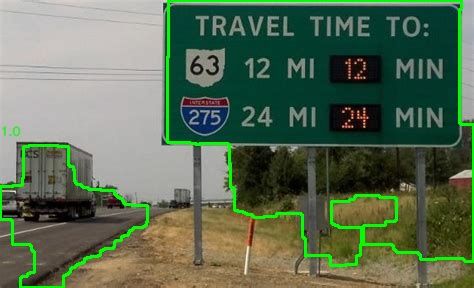 TRAVEL TIME TO:
63 12 MI 12 MIN
INTERSTATE
275 24 MI 24 MIN
1.0